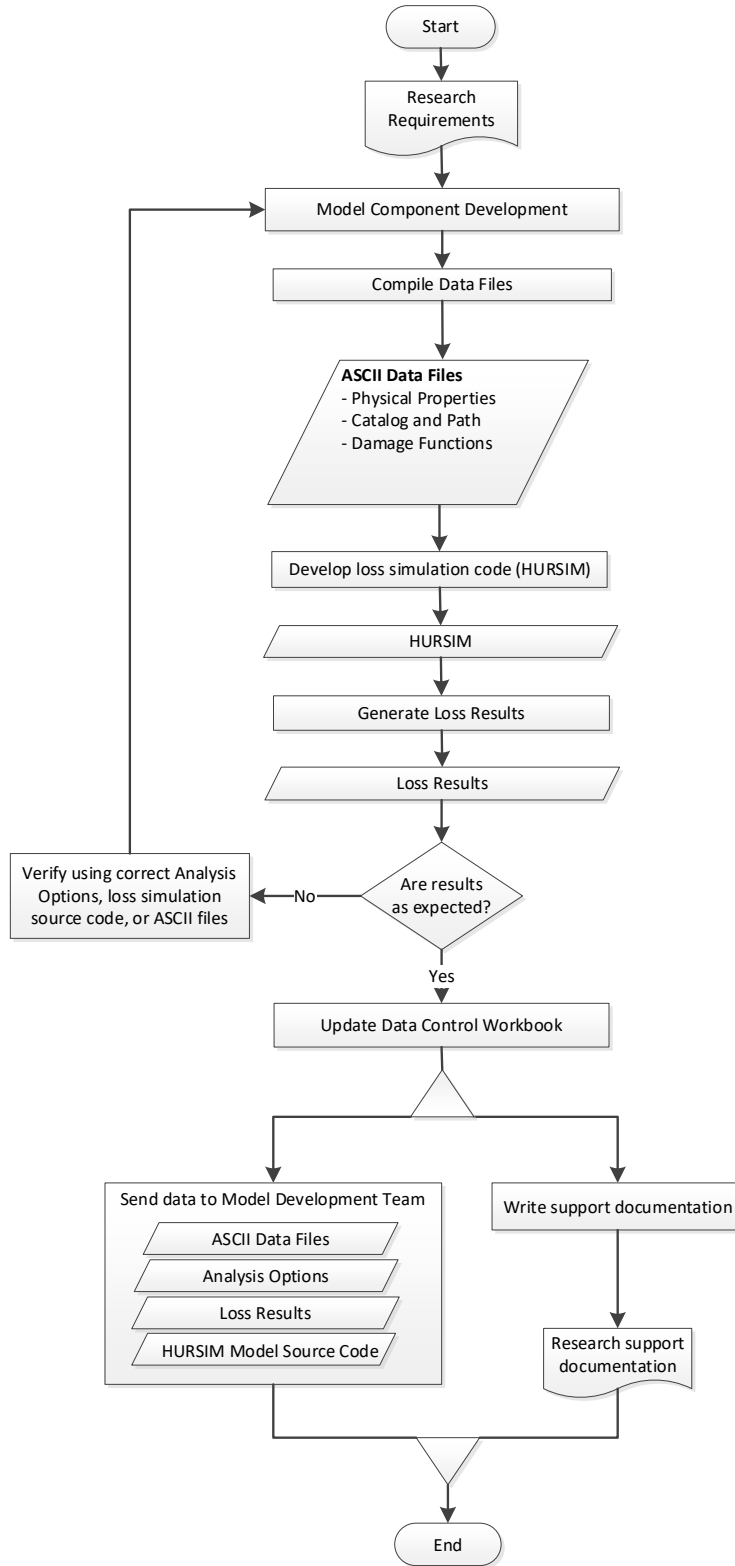 Start
Research
Requirements
Model Component Development
Compile Data Files
ASCII Data Files
- Physical Properties
- Catalog and Path
- Damage Functions
Develop loss simulation code (HURSIM)
HURSIM
Generate Loss Results
Loss Results
Are results
as expected?
No
Verify using correct Analysis
Options, loss simulation
source code, or ASCII files
Yes
Update Data Control Workbook
Send data to Model Development Team
ASCII Data Files
Analysis Options
Loss Results
HURSIM Model Source Code
Write support documentation
Research support
documentation
End